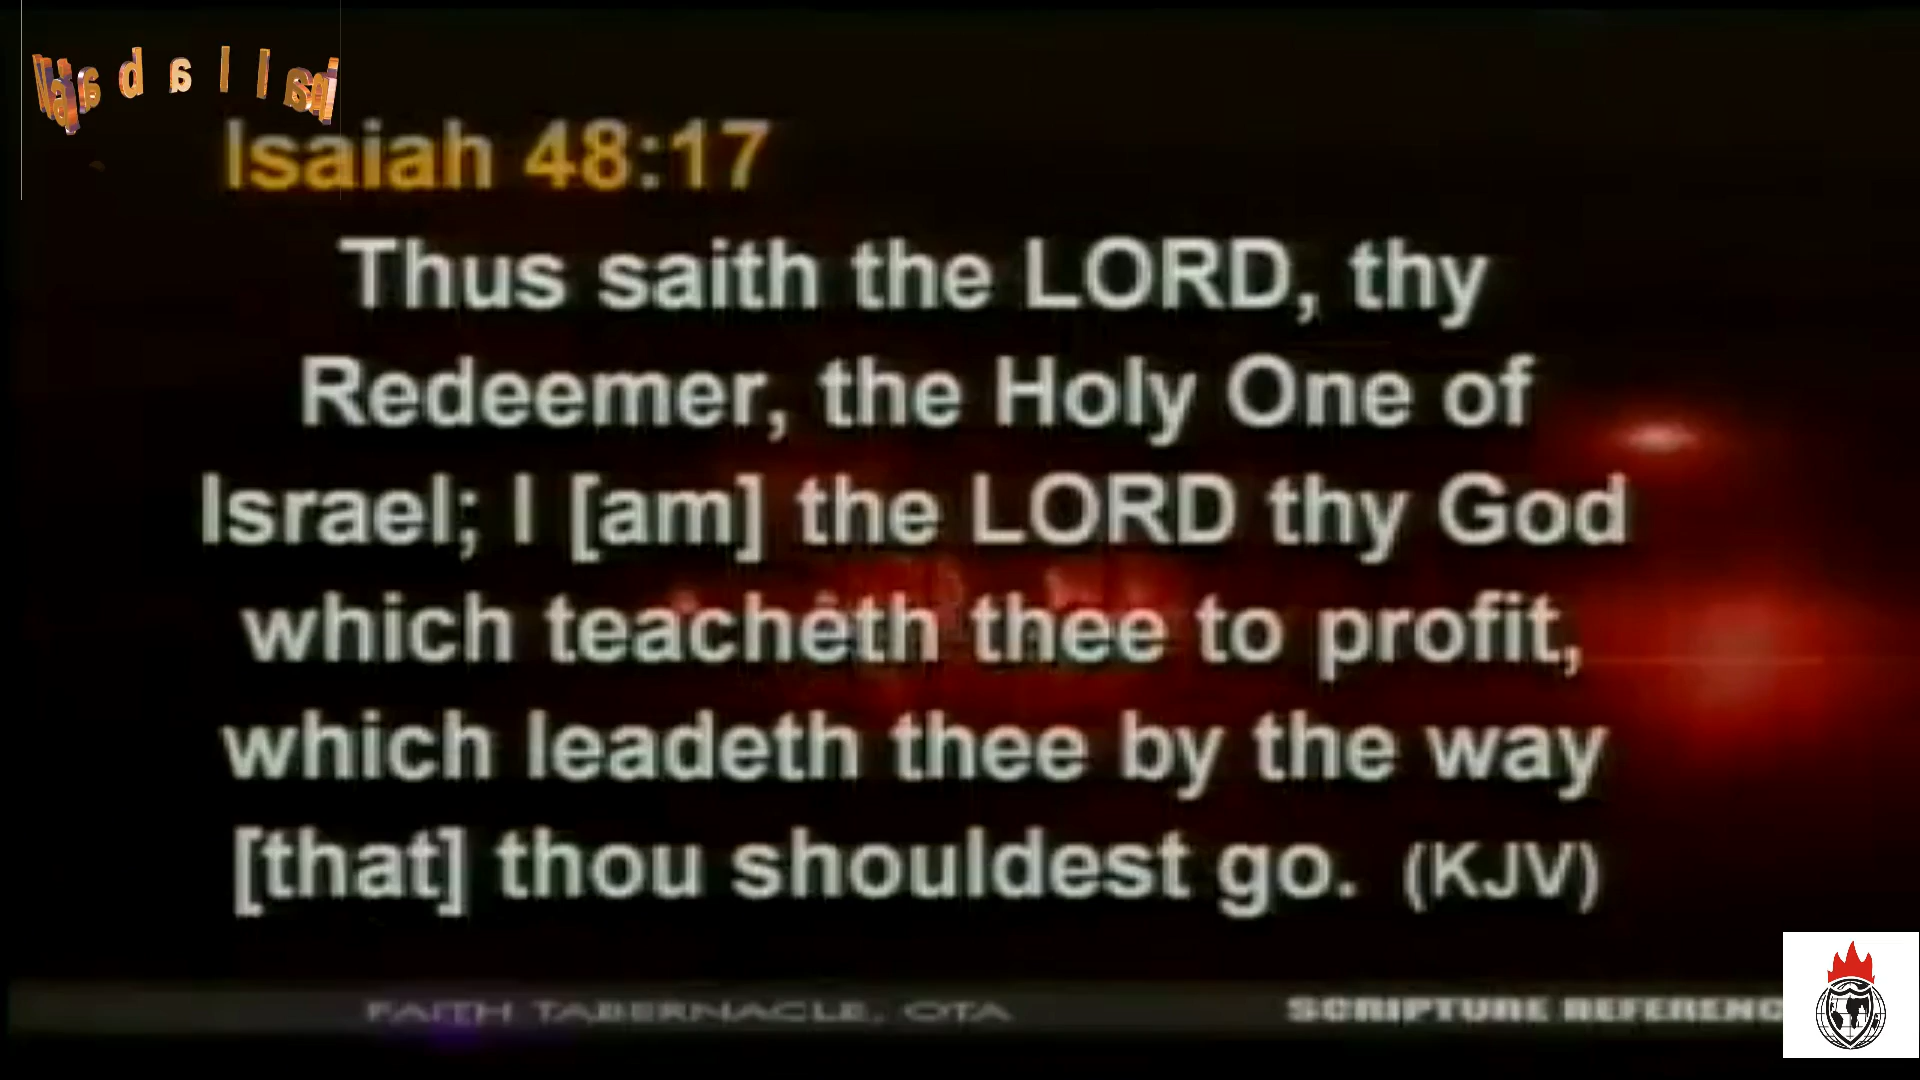 Isaiah 48:17
Thus saith the LORD, thy
Redeemer, the Holy One of
Israel; I [am] the LORD thy God
which teacheth thee to profit,
which leadeth thee by the way
[that] thou shouldest go. (KJV)
FAITH TABERNACLE, OTA
SCRIPTURE REFERENC